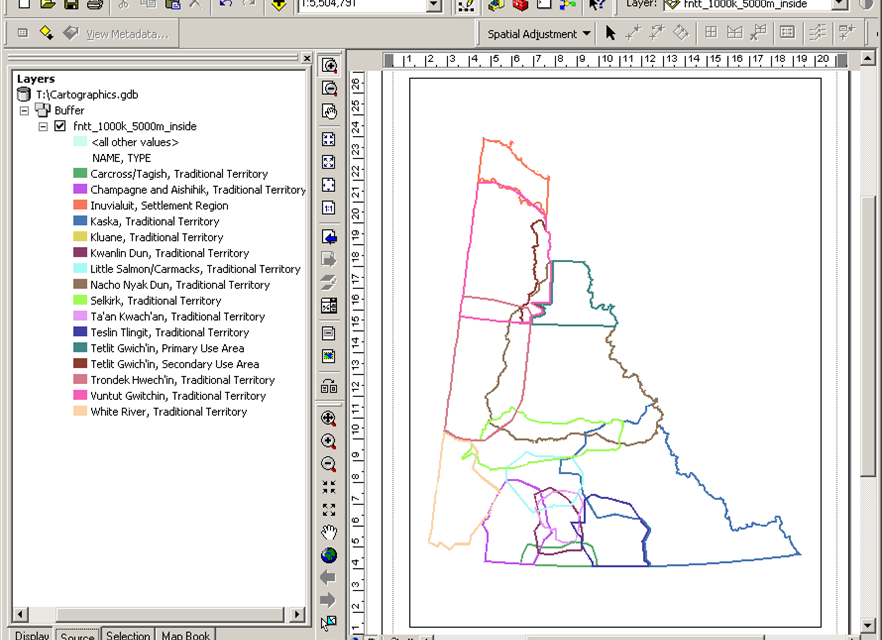 1:5,504,791
Layer: fntt_1000k_5000m_inside
View Metadata...
Spatial Adjustment
1 2 3 4 5 6 7 8 9 10 11 12 13 14 15 16 17 18 19 20
Layers
T:\Cartographics.gdb
Buffer
fntt_1000k_5000m_inside
<all other values>
NAME, TYPE
Carcross/Tagish, Traditional Territory
Champagne and Aishihik, Traditional Territory
Inuvialuit, Settlement Region
Kaska, Traditional Territory
Kluane, Traditional Territory
Kwanlin Dun, Traditional Territory
Little Salmon/Carmacks, Traditional Territory
Nacho Nyak Dun, Traditional Territory
Selkirk, Traditional Territory
Ta'an Kwach'an, Traditional Territory
Teslin Tlingit, Traditional Territory
Tetlit Gwich'in, Primary Use Area
Tetlit Gwich'in, Secondary Use Area
Trondek Hwech'in, Traditional Territory
Vuntut Gwitchin, Traditional Territory
White River, Traditional Territory
1:1
26 25 24 23 22 21 20 19 18 17 16 15 14 13 12 11 10 9 8 7 6 5 4 3 2 1
Display Source Selection Map Book